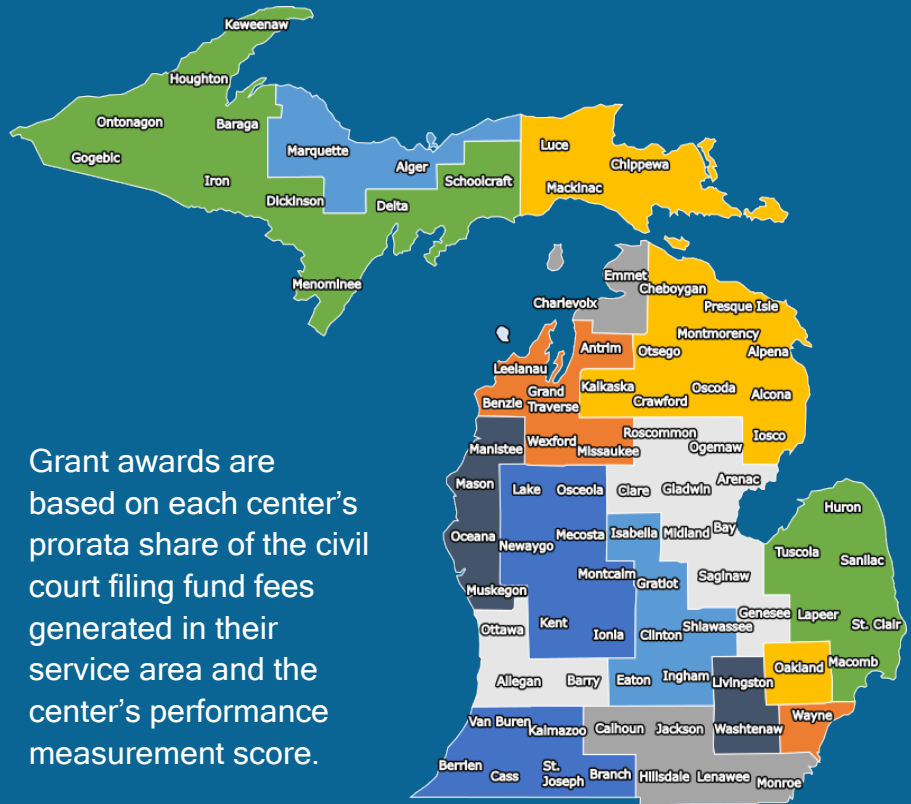 Keweenaw
Houghton
Ontonagon
Baraga
Gogebic
Iron
Marquette
Alger
Dickinson
Delta
Schoolcraft
Menominee
Luce
Chippewa
Mackinac
Emmet
Cheboygan
Charlevoix
Presque Isle
Montmorency
Antrim
Otsego
Alpena
Leelanau
Grand
Traverse
Benzie
Kalkaska
Crawford
Oscoda
Alcona
Manistee
Wexford
Missaukee
Roscommon
Ogemaw
Iosco
Mason
Lake
Osceola
Clare
Gladwin
Arenac
Oceana
Newaygo
Mecosta
Isabella
Midland
Bay
Huron
Tuscola
Sanilac
Muskegon
Montcalm
Gratiot
Saginaw
Ottawa
Kent
Ionia
Clinton
Shiawassee
Genesee
Lapeer
St. Clair
Allegan
Barry
Eaton
Ingham
Livingston
Oakland
Macomb
Van Buren
Kalmazoo
Calhoun
Jackson
Washtenaw
Wayne
Berrien
Cass
St.
Joseph
Branch
Hillsdale
Lenawee
Monroe
Grant awards are
based on each center's
prorata share of the civil
court filing fund fees
generated in their
service area and the
center's performance
measurement score.